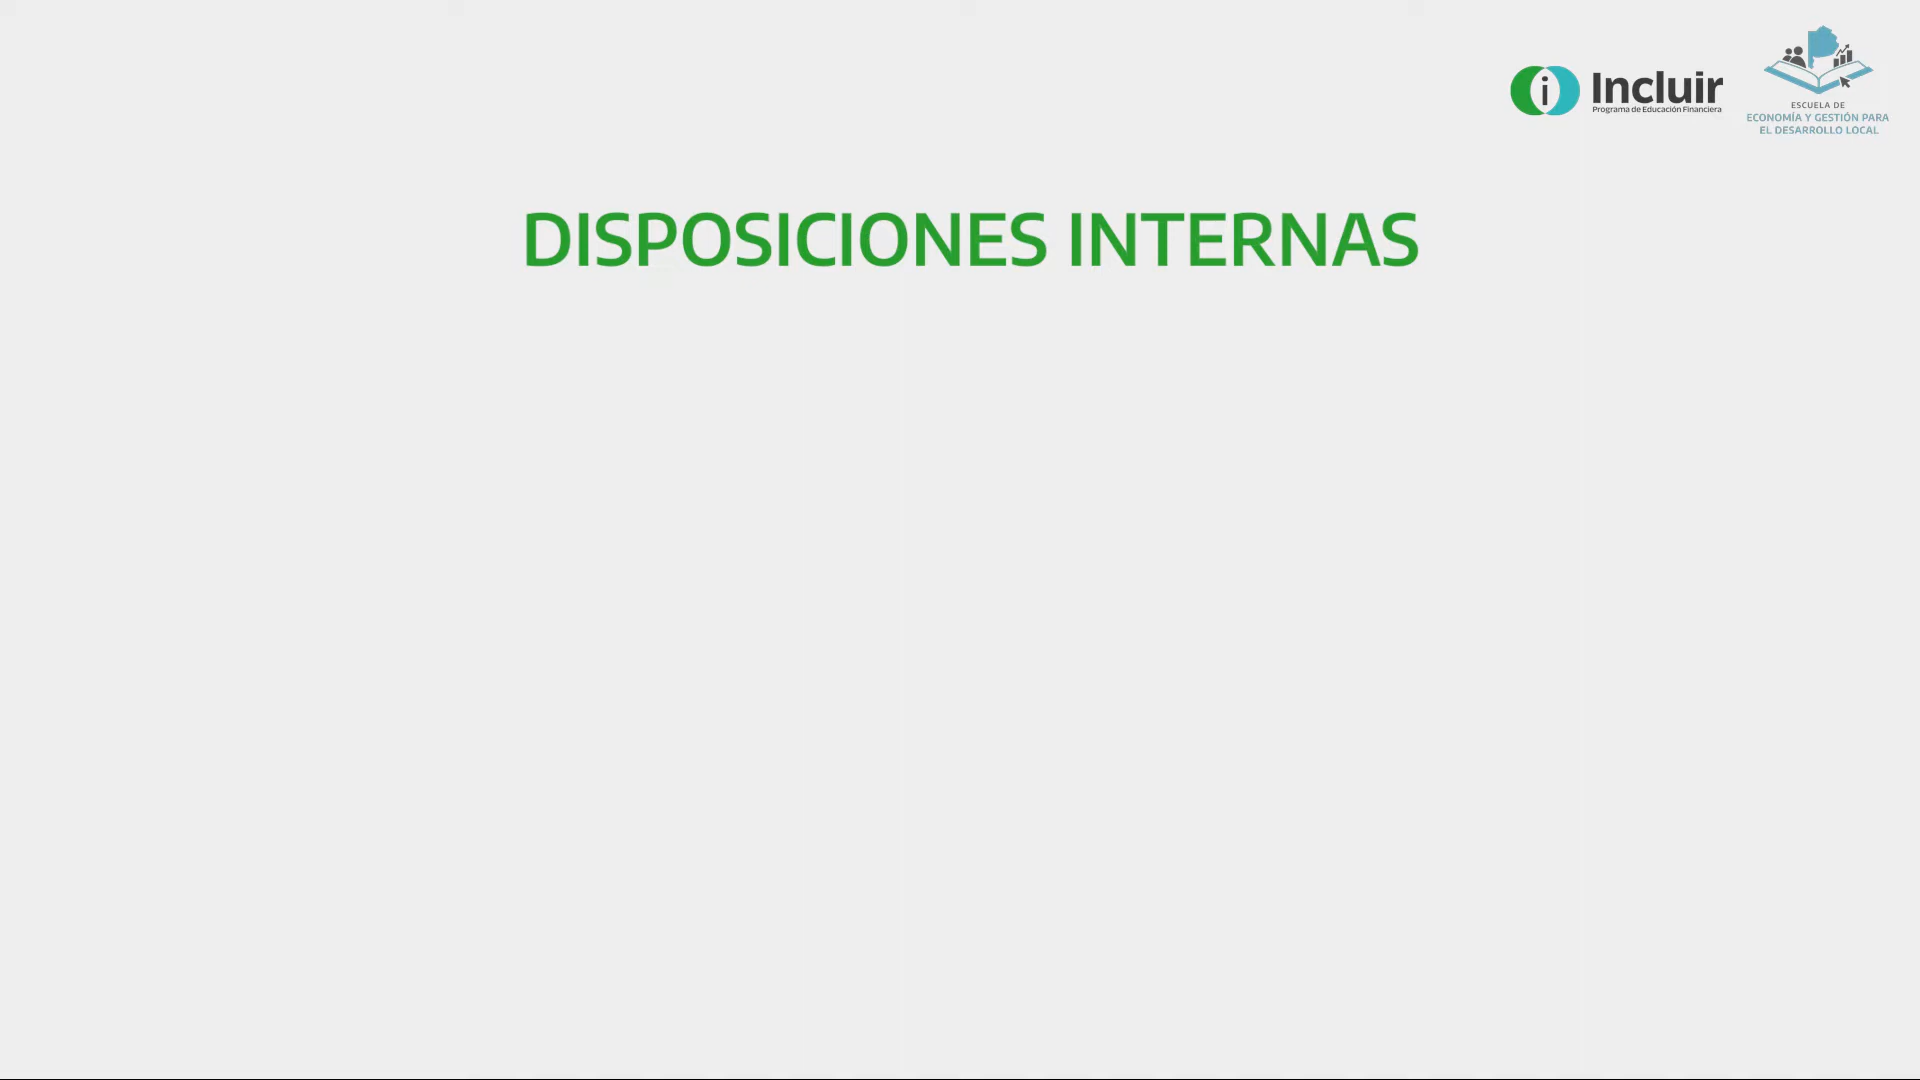 i Incluir
Programa de Educación Financiera
ESCUELA DE
ECONOMÍA Y GESTIÓN PARA
EL DESARROLLO LOCAL
DISPOSICIONES INTERNAS